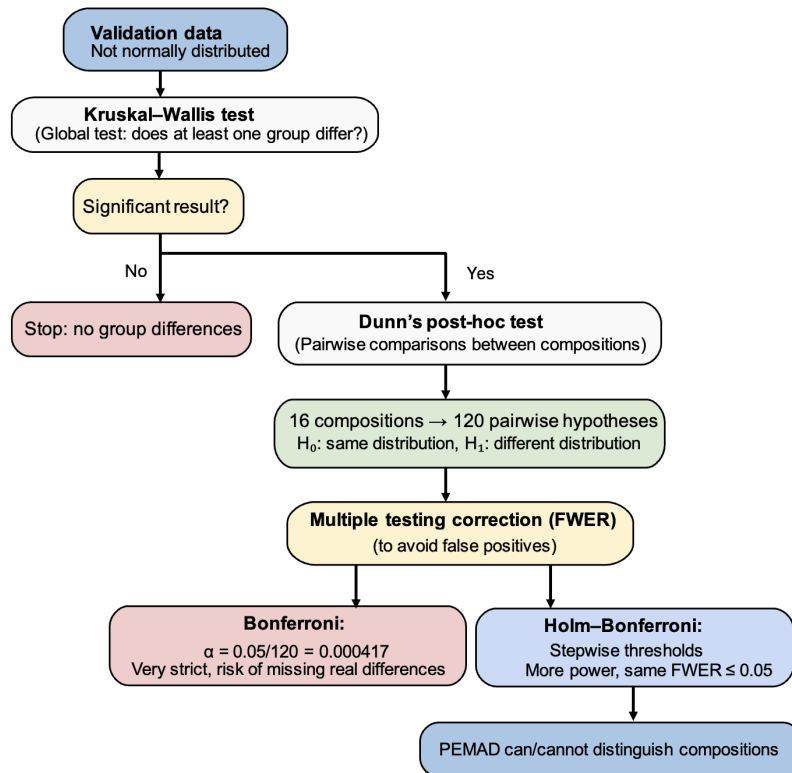 Validation data
Not normally distributed
Kruskal–Wallis test
(Global test: does at least one group differ?)
Significant result?
No
Yes
Stop: no group differences
Dunn’s post-hoc test
(Pairwise comparisons between compositions)
16 compositions → 120 pairwise hypotheses
H₀: same distribution, H₁: different distribution
Multiple testing correction (FWER)
(to avoid false positives)
Bonferroni:
α = 0.05/120 = 0.000417
Very strict, risk of missing real differences
Holm–Bonferroni:
Stepwise thresholds
More power, same FWER ≤ 0.05
PEMAD can/cannot distinguish compositions